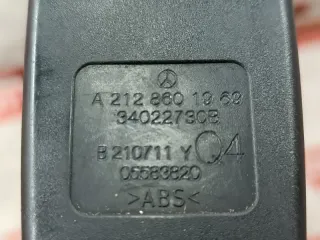 A 212 860 19 69
34022730B
B 210711 Y Q4
05583820
>ABS<